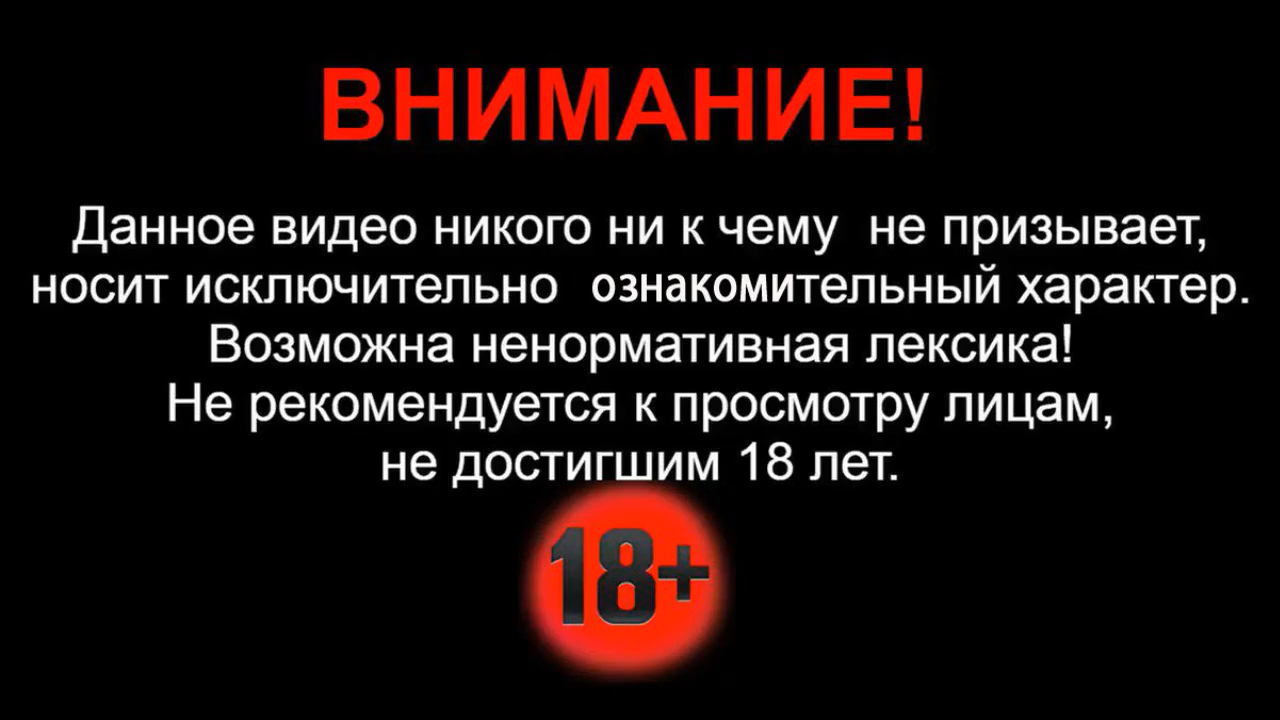 ВНИМАНИЕ!
Данное видео никого ни к чему не призывает,
носит исключительно ознакомительный характер.
Возможна ненормативная лексика!
Не рекомендуется к просмотру лицам,
не достигшим 18 лет.
18+